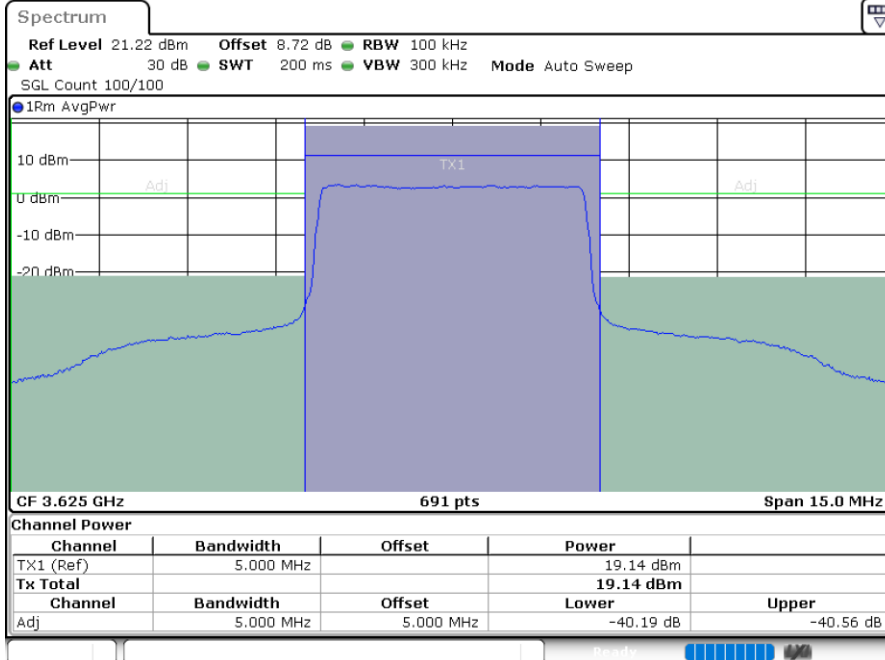 Spectrum
Ref Level 21.22 dBm Offset 8.72 dB RBW 100 kHz
Att 30 dB SWT 200 ms VBW 300 kHz Mode Auto Sweep
SGL Count 100/100
1Rm AvgPwr
10 dBm
TX1
Adj Adj
0 dBm
-10 dBm
-20 dBm
CF 3.625 GHz 691 pts Span 15.0 MHz
Channel Power
Channel Bandwidth Offset Power
TX1 (Ref) 5.000 MHz 19.14 dBm
Tx Total 19.14 dBm
Channel Bandwidth Offset Lower Upper
Adj 5.000 MHz 5.000 MHz -40.19 dB -40.56 dB
Ready